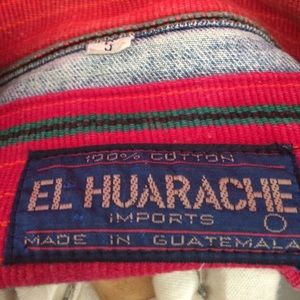 S
100% COTTON
EL HUARACHE
IMPORTS
MADE IN GUATEMALA